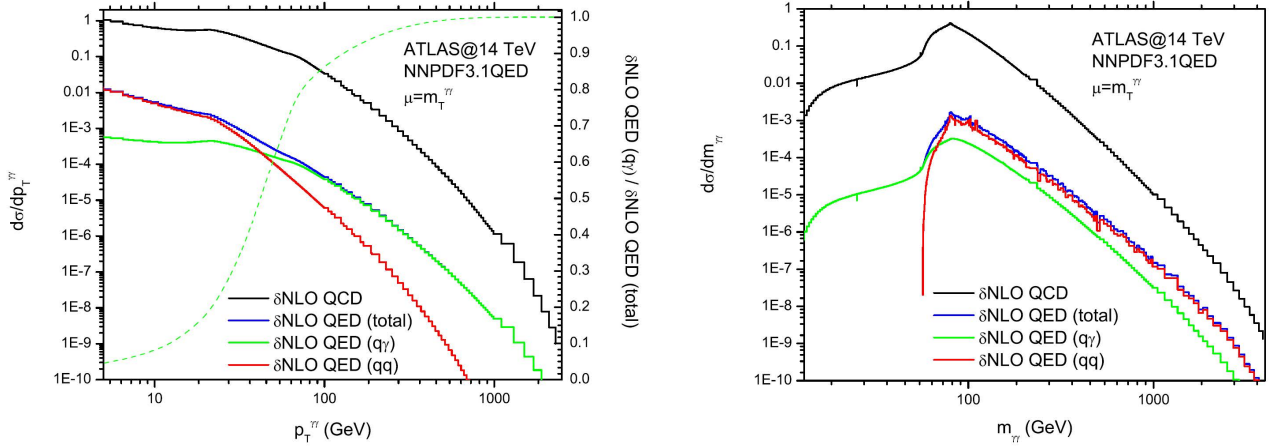 1
0.1
0.01
1E-3
1E-4
1E-5
1E-6
1E-7
1E-8
1E-9
1E-10
dσ/dp_T^γγ
ATLAS@14 TeV
NNPDF3.1QED
μ=m_T^γγ
δNLO QCD
δNLO QED (total)
δNLO QED (qγ)
δNLO QED (qq)
10
100
1000
p_T^γγ (GeV)
1.0
0.9
0.8
0.7
0.6
0.5
0.4
0.3
0.2
0.1
0.0
δNLO QED (qγ) / δNLO QED (total)
1
0.1
0.01
1E-3
1E-4
1E-5
1E-6
1E-7
1E-8
1E-9
1E-10
dσ/dm_γγ
ATLAS@14 TeV
NNPDF3.1QED
μ=m_T^γγ
δNLO QCD
δNLO QED (total)
δNLO QED (qγ)
δNLO QED (qq)
100
1000
m_γγ (GeV)